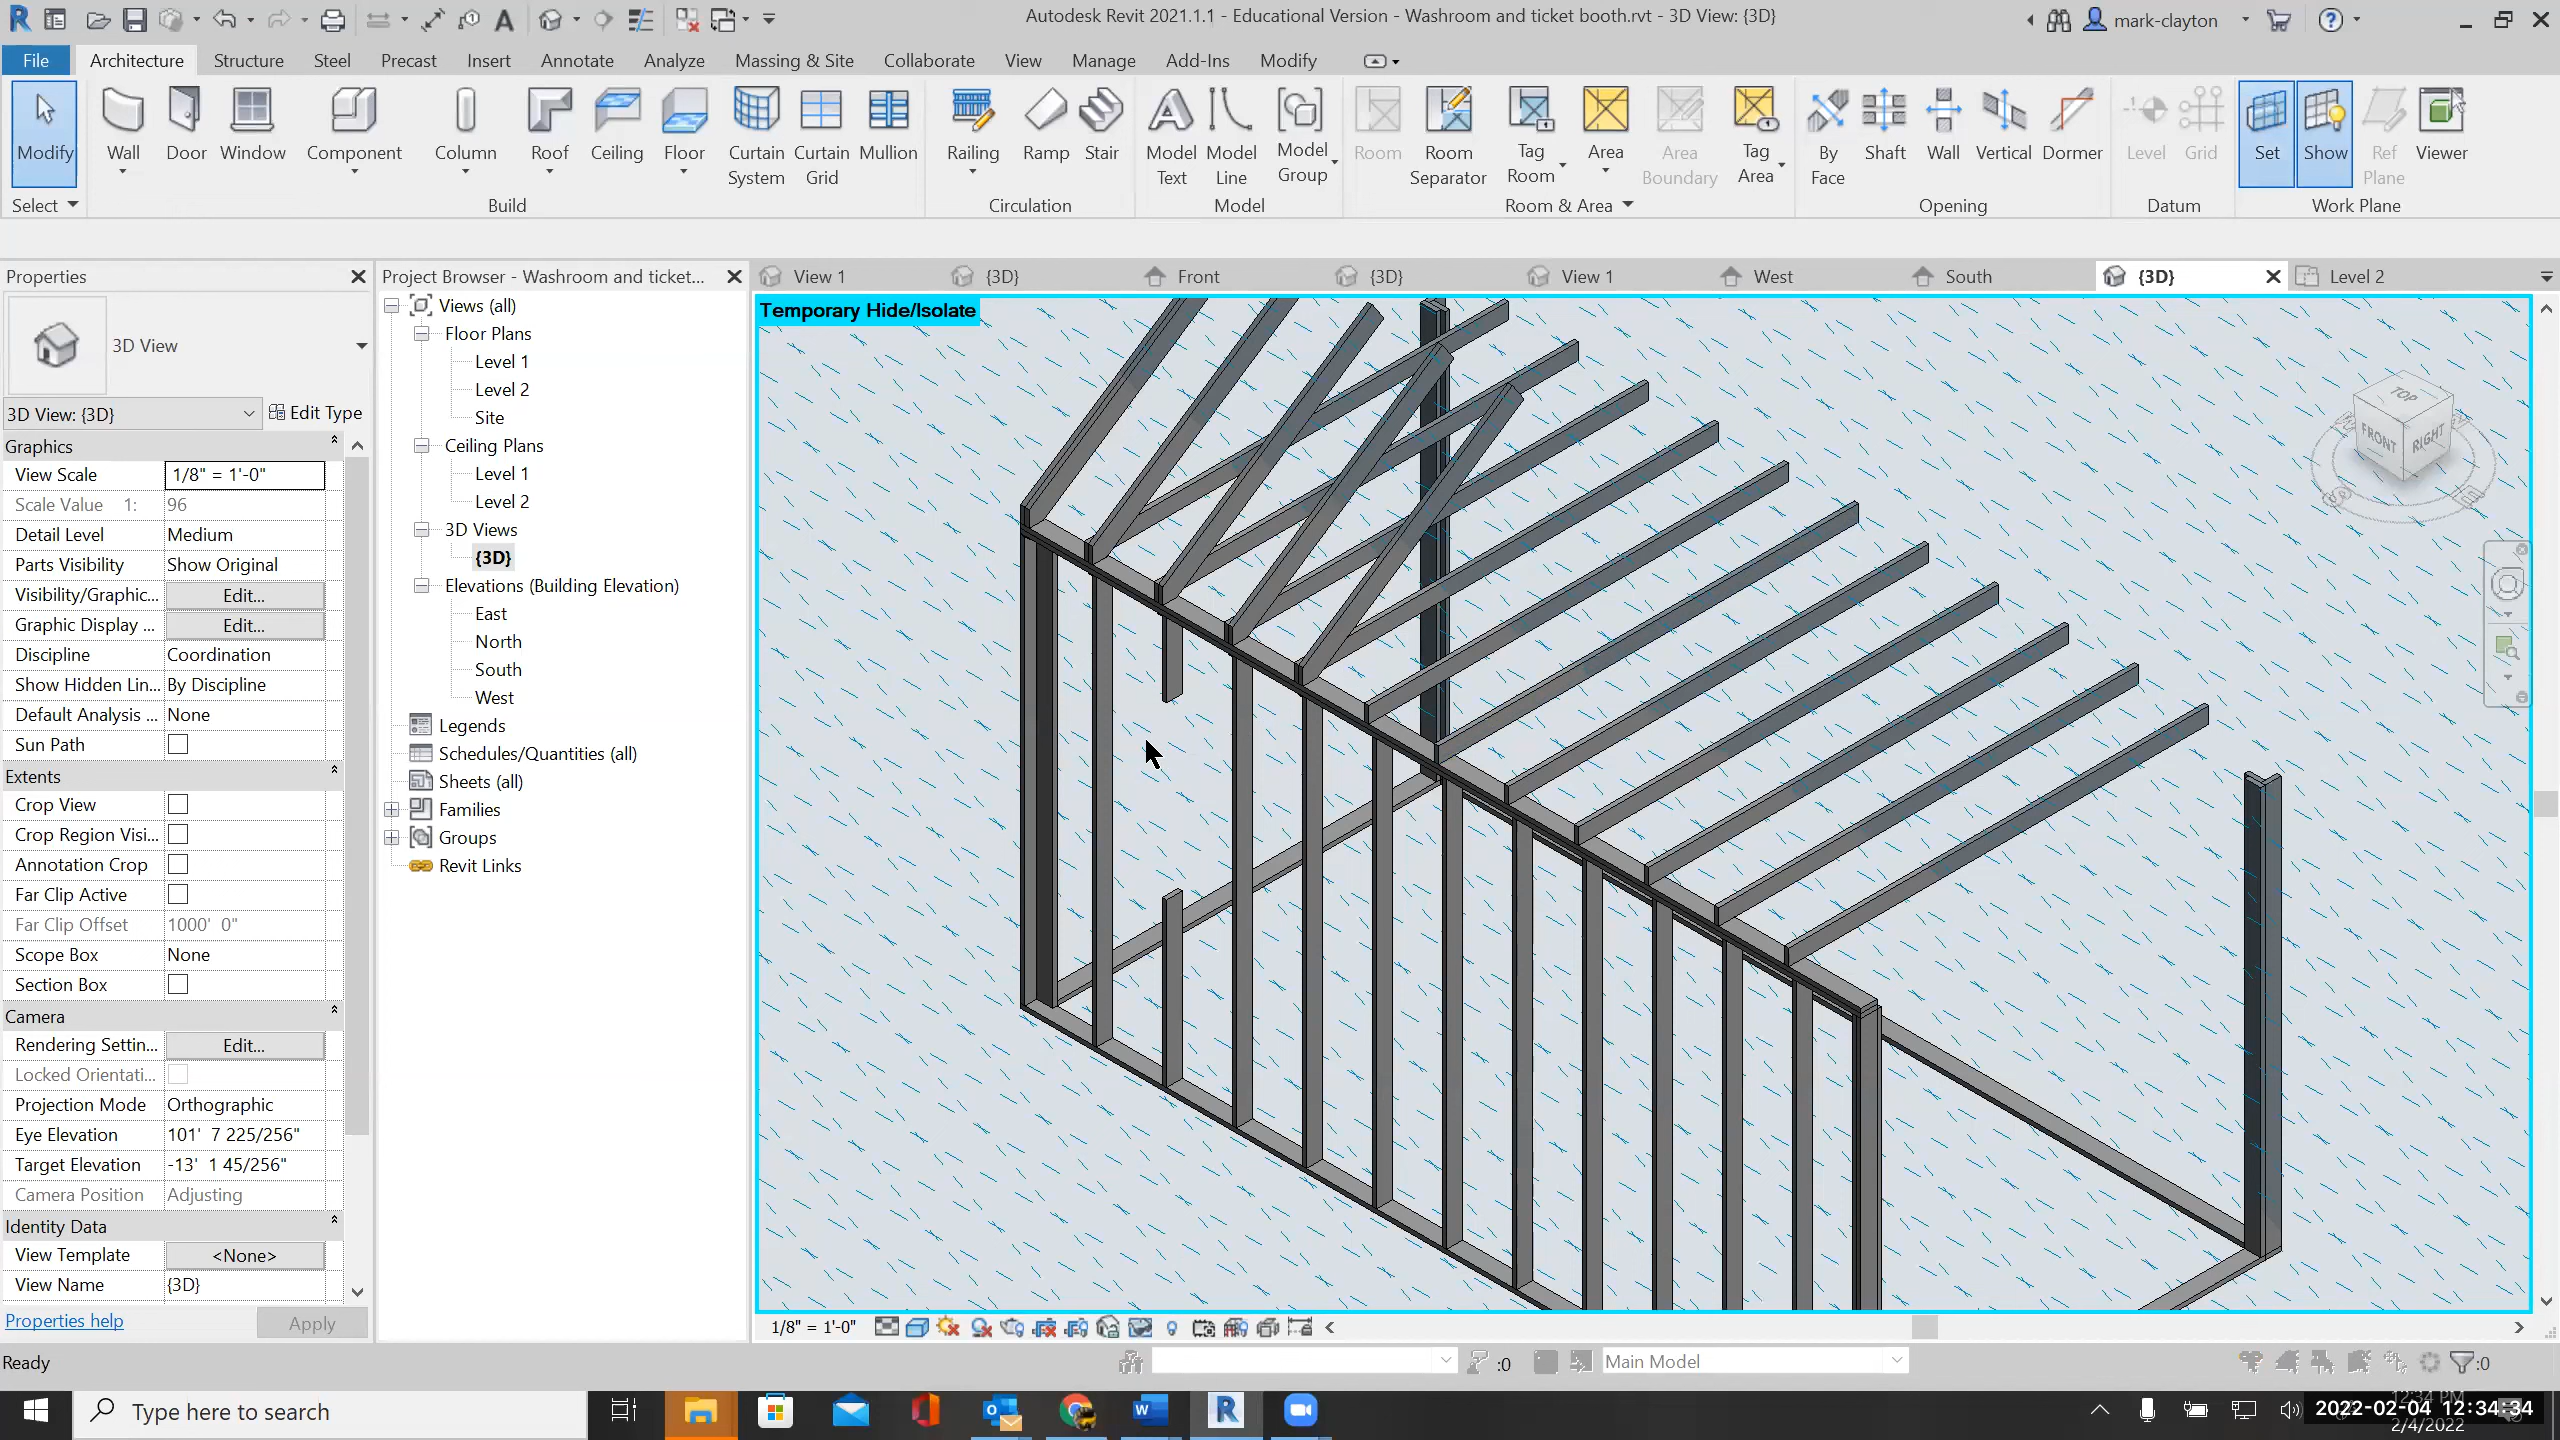 Autodesk Revit 2021.1.1 - Educational Version - Washroom and ticket booth.rvt - 3D View: {3D}
mark-clayton
File Architecture Structure Steel Precast Insert Annotate Analyze Massing & Site Collaborate View Manage Add-Ins Modify
Modify Wall Door Window Component Column Roof Ceiling Floor Curtain System Curtain Grid Mullion Railing Ramp Stair Model Text Model Line Model Group Room Room Separator Tag Room Area Area Boundary Tag Area By Face Shaft Wall Vertical Dormer Level Grid Set Show Ref Plane Viewer
Select Build Circulation Model Room & Area Opening Datum Work Plane
Properties
3D View
3D View: {3D} Edit Type
Graphics
View Scale 1/8" = 1'-0"
Scale Value 1: 96
Detail Level Medium
Parts Visibility Show Original
Visibility/Graphic... Edit...
Graphic Display ... Edit...
Discipline Coordination
Show Hidden Lin... By Discipline
Default Analysis ... None
Sun Path
Extents
Crop View
Crop Region Visi...
Annotation Crop
Far Clip Active
Far Clip Offset 1000' 0"
Scope Box None
Section Box
Camera
Rendering Settin... Edit...
Locked Orientati...
Projection Mode Orthographic
Eye Elevation 101' 7 225/256"
Target Elevation -13' 1 45/256"
Camera Position Adjusting
Identity Data
View Template <None>
View Name {3D}
Properties help Apply
Project Browser - Washroom and ticket...
Views (all)
Floor Plans
Level 1
Level 2
Site
Ceiling Plans
Level 1
Level 2
3D Views
{3D}
Elevations (Building Elevation)
East
North
South
West
Legends
Schedules/Quantities (all)
Sheets (all)
Families
Groups
Revit Links
View 1 {3D} Front {3D} View 1 West South {3D} Level 2
Temporary Hide/Isolate
TOP
FRONT RIGHT
S E
1/8" = 1'-0"
Ready :0 Main Model :0
Type here to search
12:34 PM
2022-02-04 12:34:34
2/4/2022